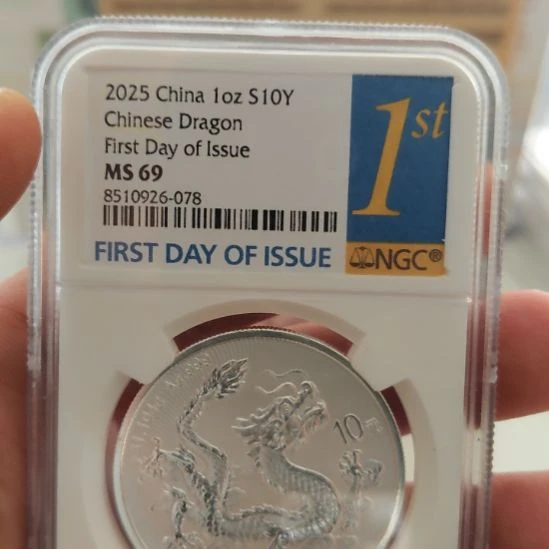 2025 China 1oz S10Y
Chinese Dragon
First Day of Issue
MS 69
8510926-078
FIRST DAY OF ISSUE
1st
NGC®
10